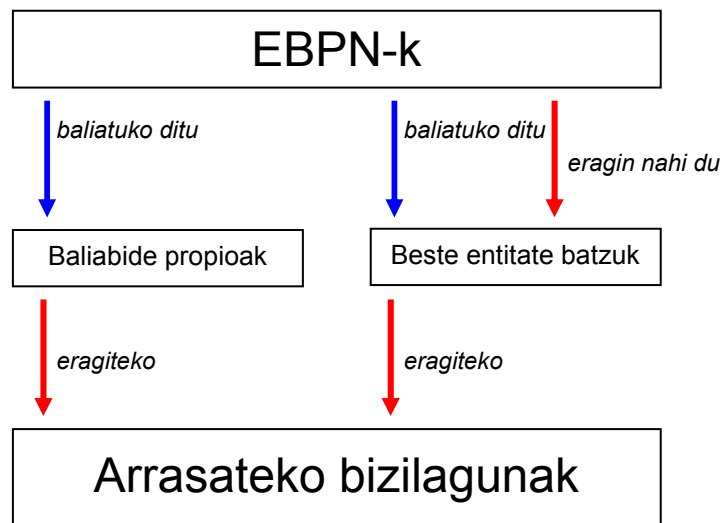 EBPN-k
baliatuko ditu
baliatuko ditu
eragin nahi du
Baliabide propioak
Beste entitate batzuk
eragiteko
eragiteko
Arrasateko bizilagunak